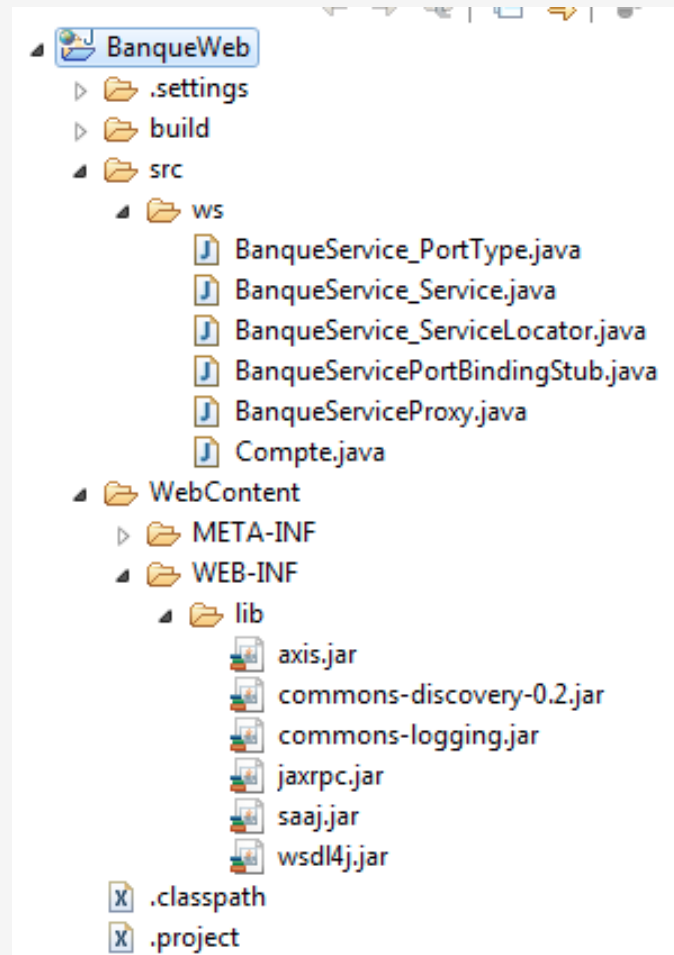 BanqueWeb
.settings
build
src
ws
BanqueService_PortType.java
BanqueService_Service.java
BanqueService_ServiceLocator.java
BanqueServicePortBindingStub.java
BanqueServiceProxy.java
Compte.java
WebContent
META-INF
WEB-INF
lib
axis.jar
commons-discovery-0.2.jar
commons-logging.jar
jaxrpc.jar
saaj.jar
wsdl4j.jar
.classpath
.project